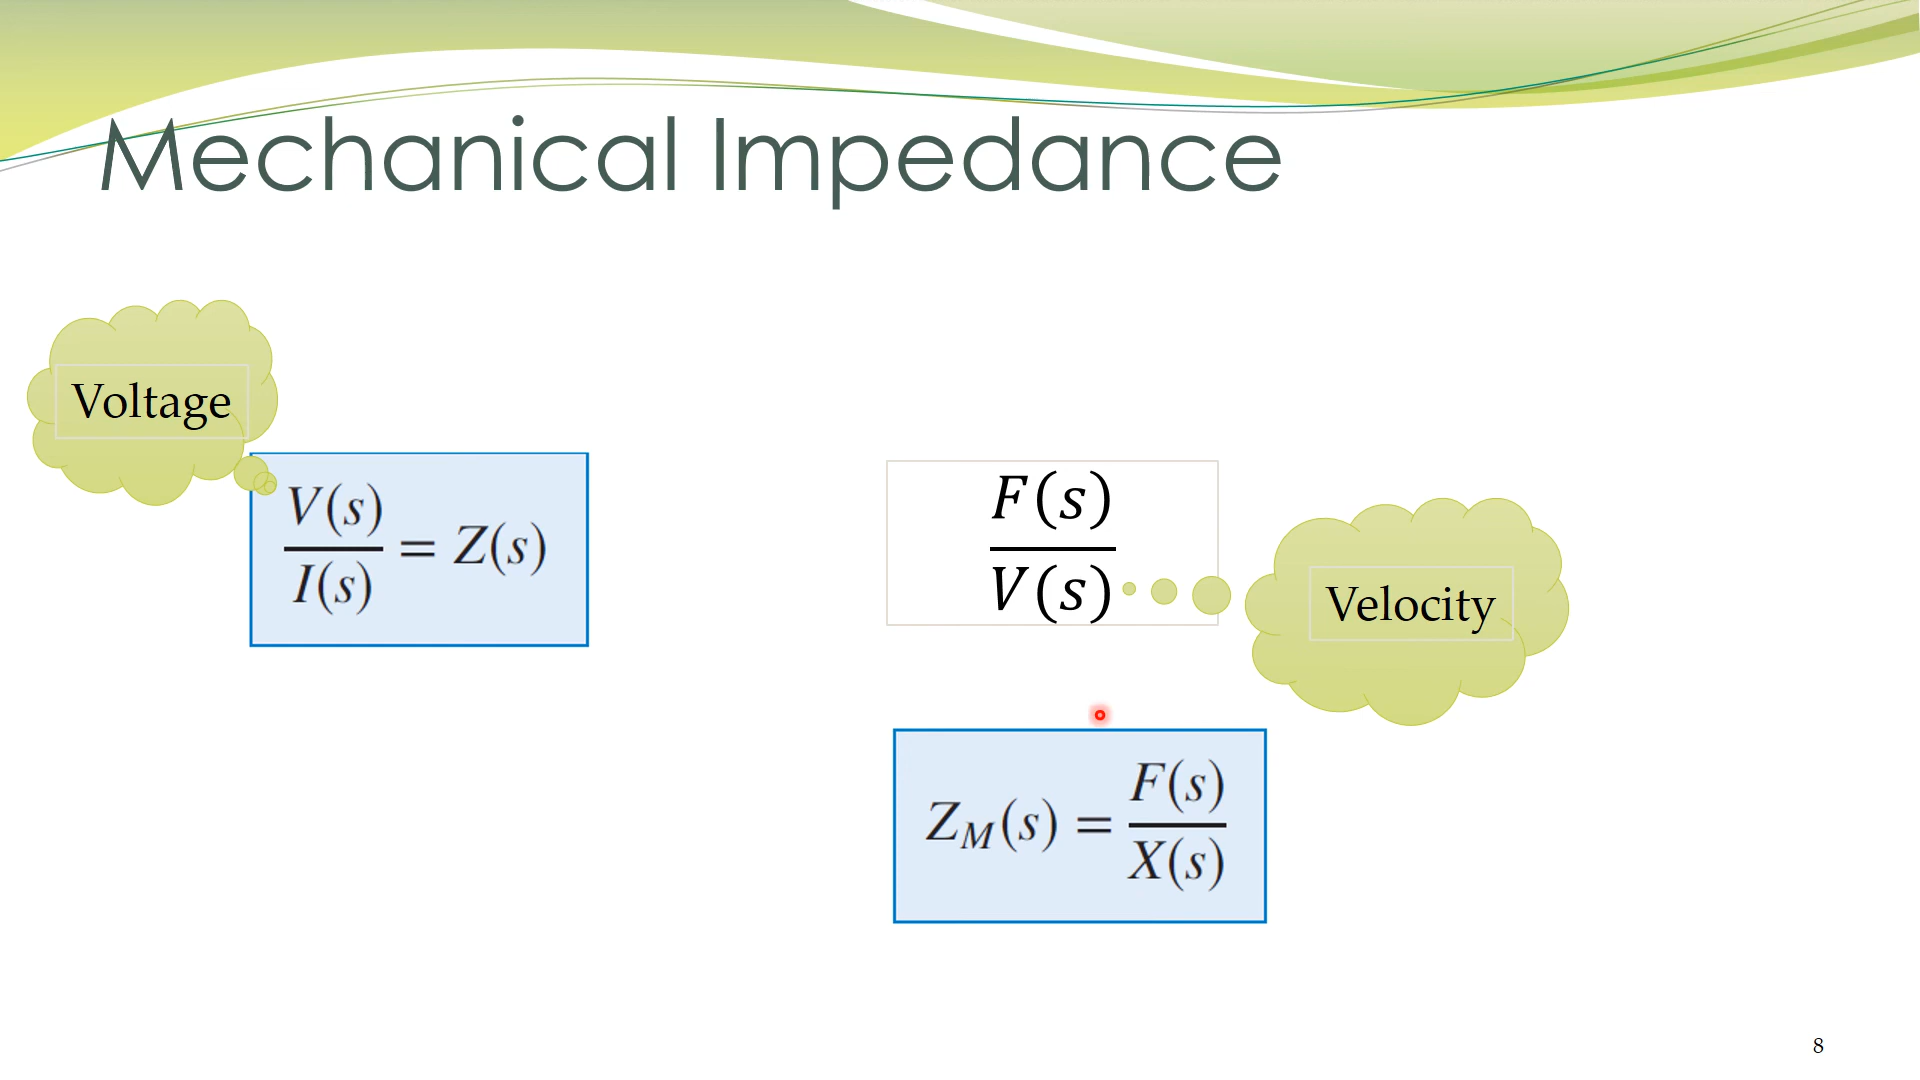 Mechanical Impedance
Voltage
V(s)/I(s) = Z(s)
F(s)/V(s)
Velocity
Z_M(s) = F(s)/X(s)
8